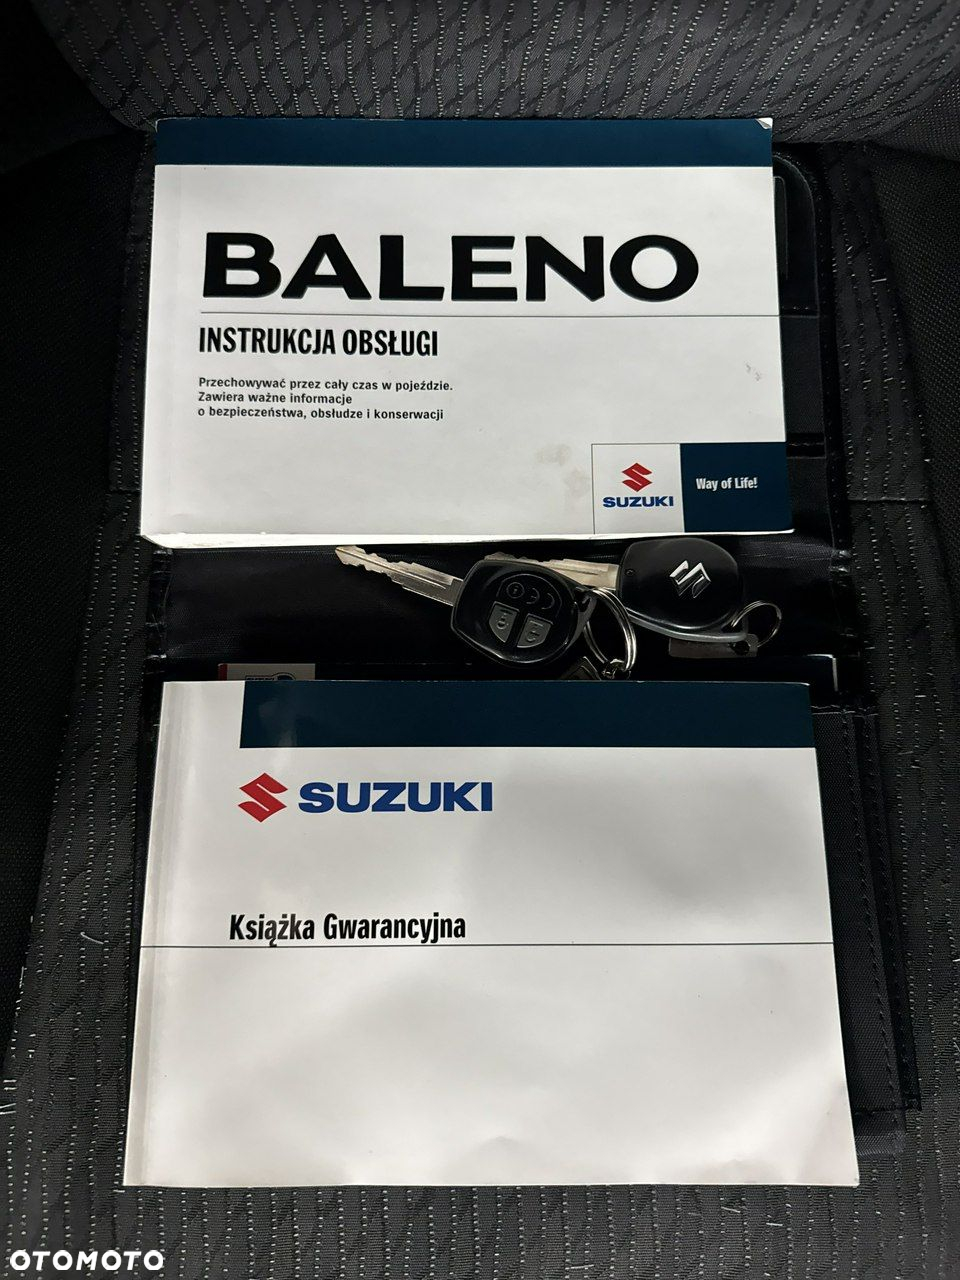 BALENO
INSTRUKCJA OBSŁUGI
Przechowywać przez cały czas w pojeździe.
Zawiera ważne informacje
o bezpieczeństwa, obsłudze i konserwacji
SUZUKI
Way of Life!
SUZUKI
Książka Gwarancyjna
OTOMOTO